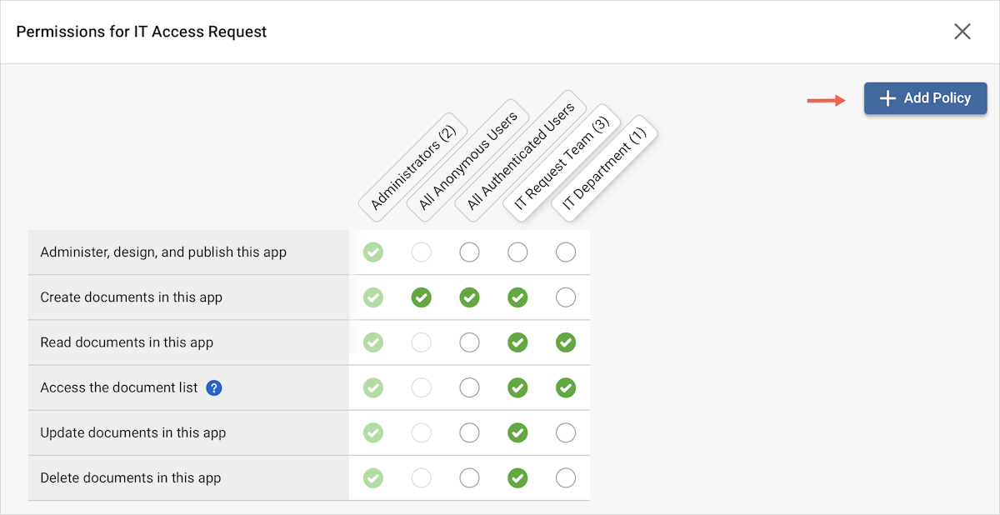 Permissions for IT Access Request
Add Policy
Administrators (2)
All Anonymous Users
All Authenticated Users
IT Request Team (3)
IT Department (1)
Administer, design, and publish this app
Create documents in this app
Read documents in this app
Access the document list ?
Update documents in this app
Delete documents in this app